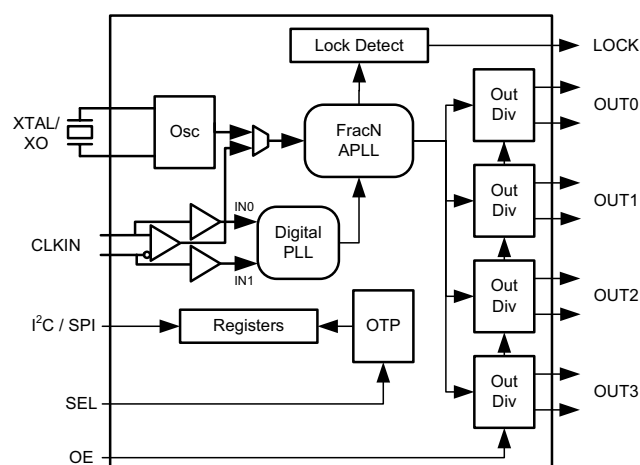 Lock Detect
LOCK
XTAL/
XO
Osc
FracN
APLL
Out
Div
OUT0
Out
Div
OUT1
IN0
CLKIN
Digital
PLL
IN1
Out
Div
OUT2
I²C / SPI
Registers
OTP
Out
Div
OUT3
SEL
OE